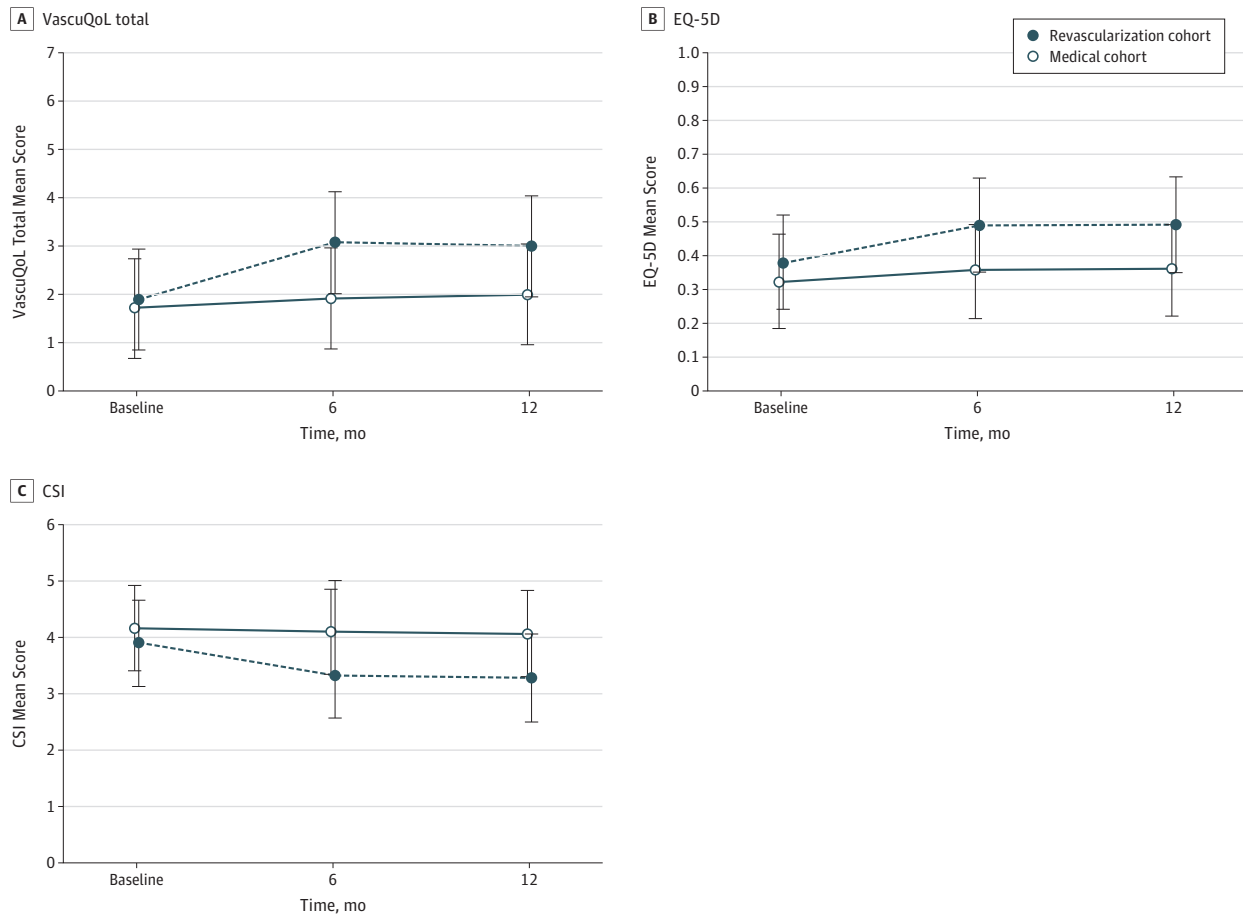 A VascuQoL total
7
6
5
4
3
2
1
0
VascuQoL Total Mean Score
Baseline
6
12
Time, mo
B EQ-5D
Revascularization cohort
Medical cohort
1.0
0.9
0.8
0.7
0.6
0.5
0.4
0.3
0.2
0.1
0
EQ-5D Mean Score
Baseline
6
12
Time, mo
C CSI
6
5
4
3
2
1
0
CSI Mean Score
Baseline
6
12
Time, mo